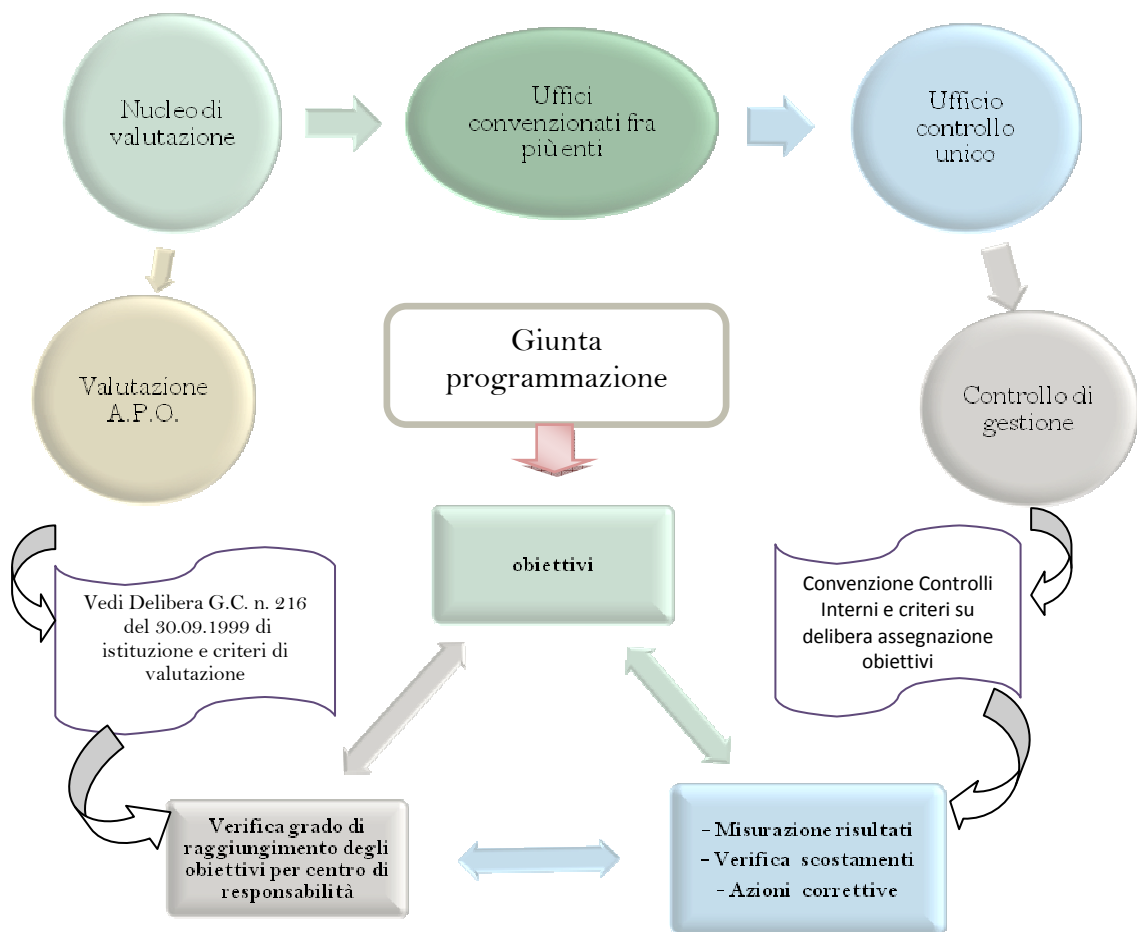 Nucleo di
valutazione
Uffici
convenzionati fra
più enti
Ufficio
controllo
unico
Valutazione
A.P.O.
Giunta
programmazione
Controllo di
gestione
obiettivi
Vedi Delibera G.C. n. 216
del 30.09.1999 di
istituzione e criteri di
valutazione
Convenzione Controlli
Interni e criteri su
delibera assegnazione
obiettivi
Verifica grado di
raggiungimento degli
obiettivi per centro di
responsabilità
- Misurazione risultati
- Verifica scostamenti
- Azioni correttive